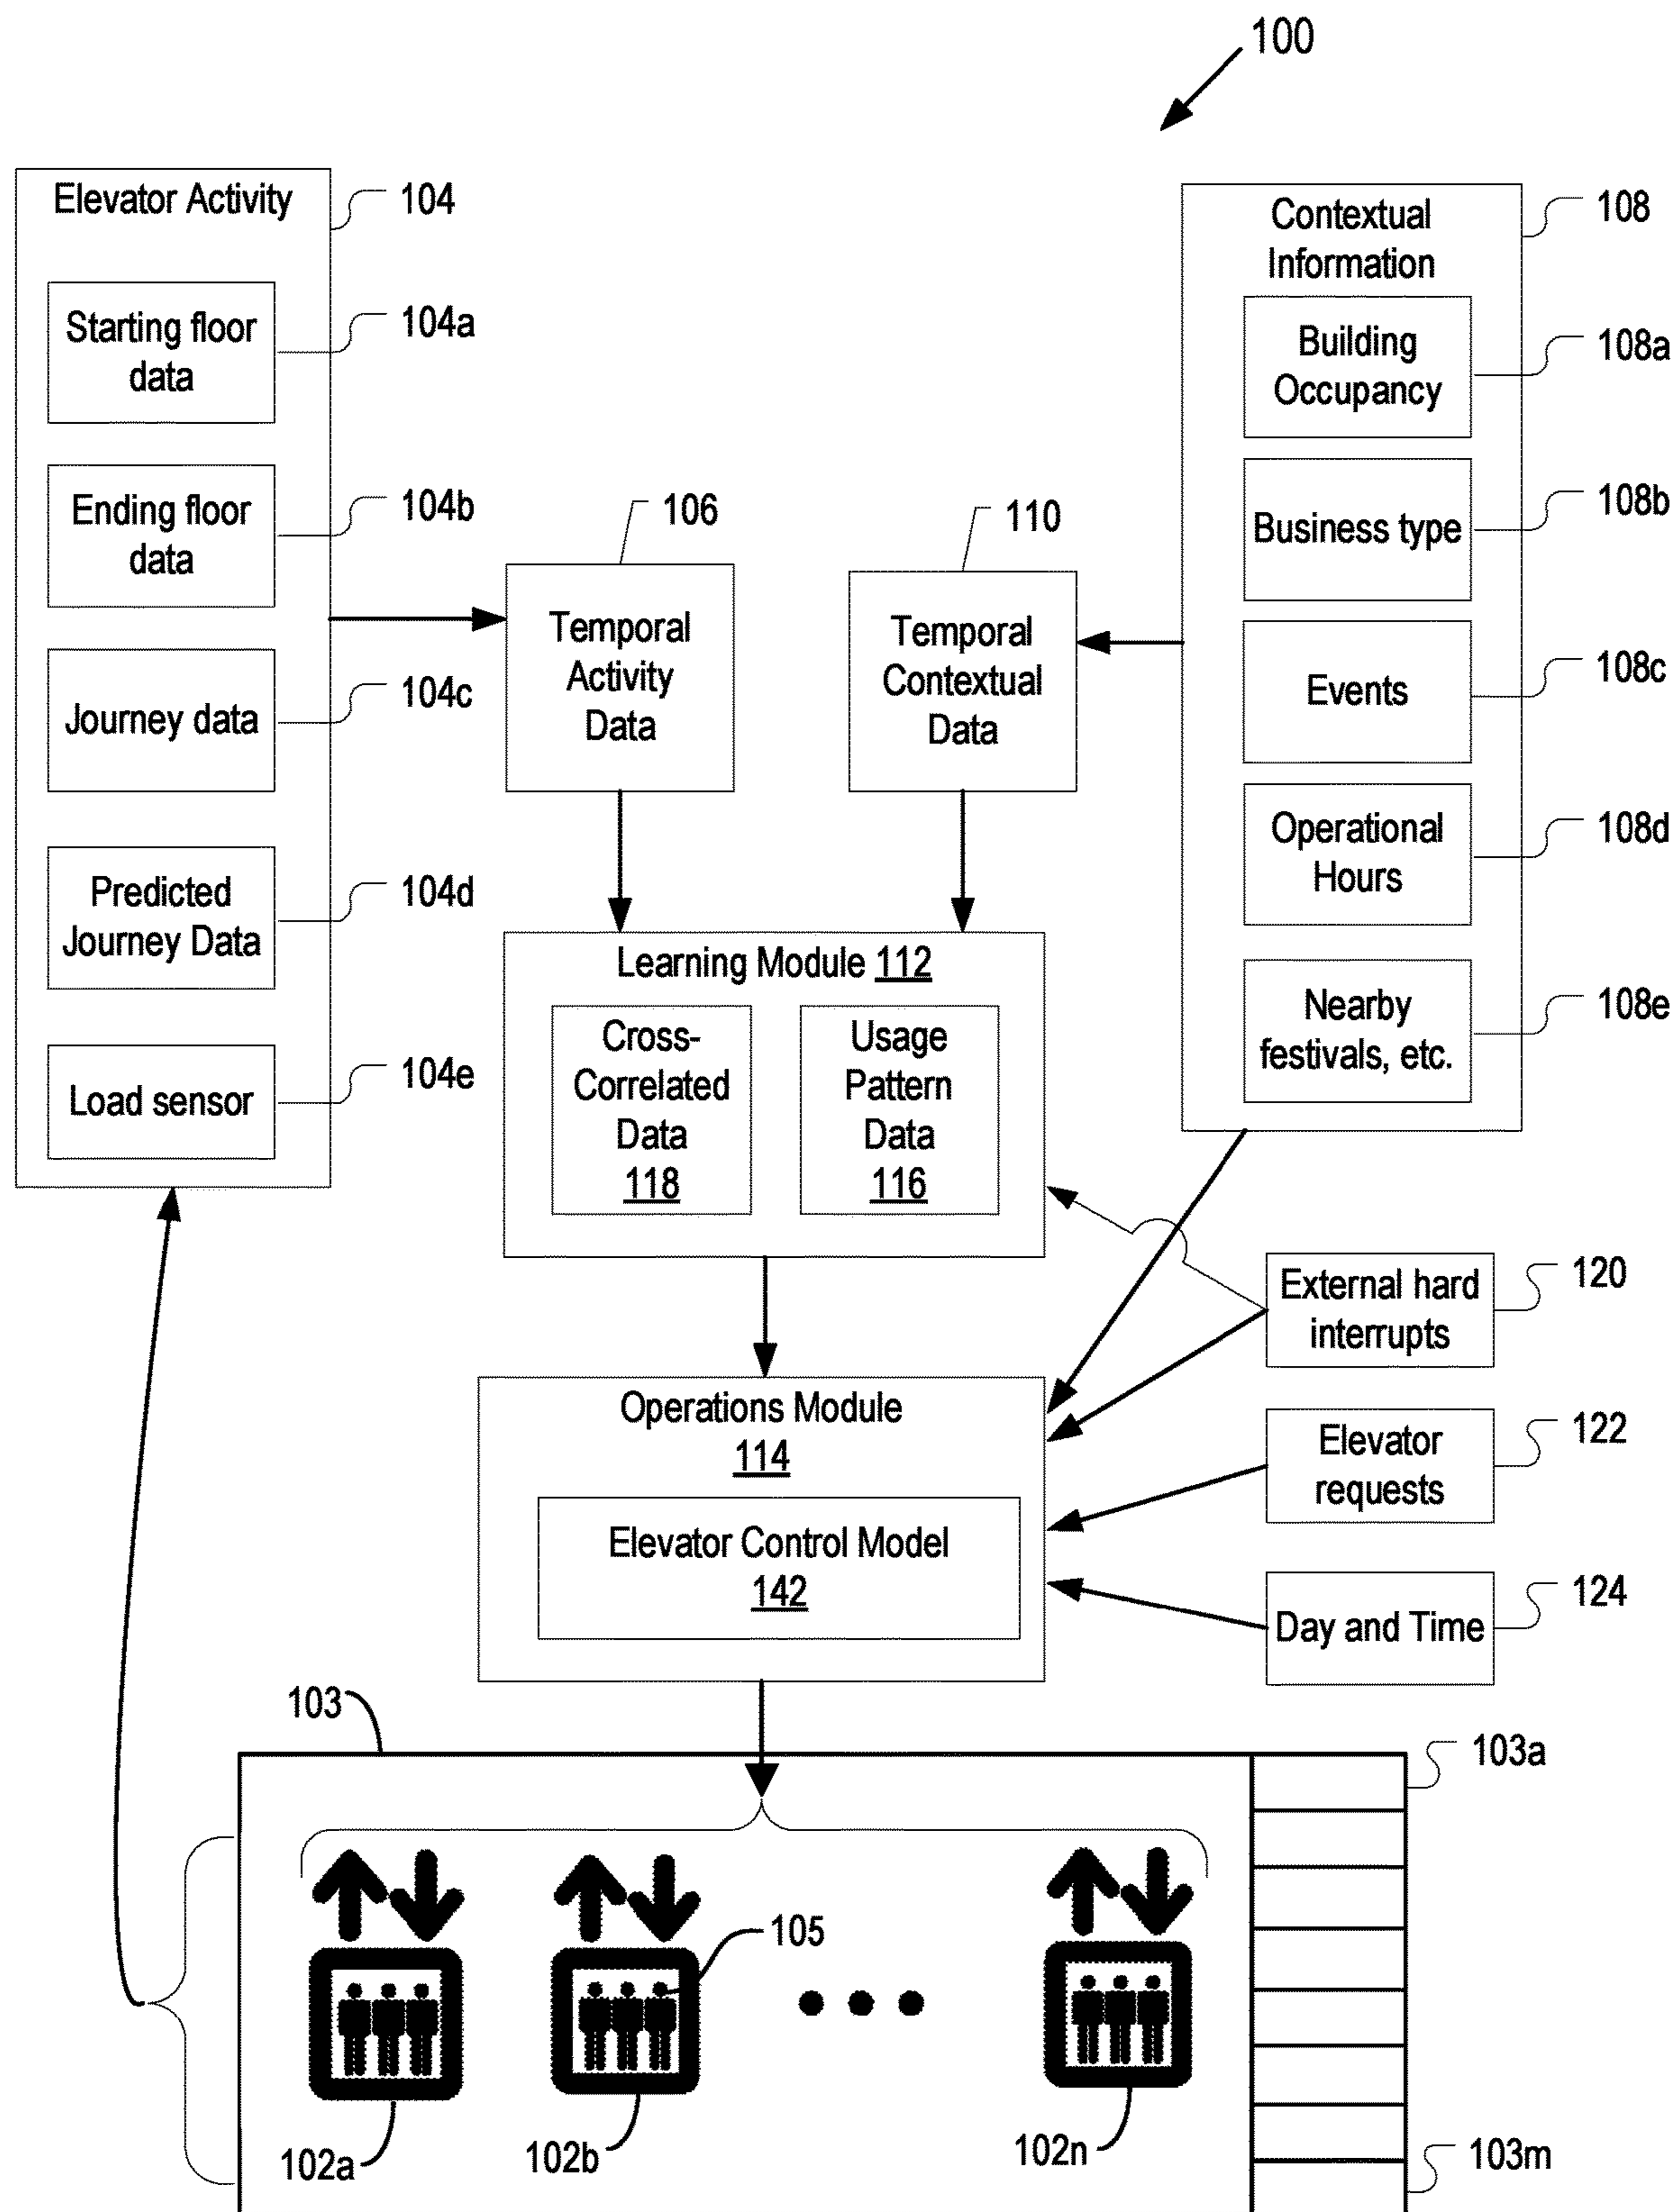 100
Elevator Activity
104
Starting floor
data
104a
Ending floor
data
104b
Journey data
104c
Predicted
Journey Data
104d
Load sensor
104e
106
Temporal
Activity
Data
110
Temporal
Contextual
Data
Contextual
Information
108
Building
Occupancy
108a
Business type
108b
Events
108c
Operational
Hours
108d
Nearby
festivals, etc.
108e
Learning Module 112
Cross-
Correlated
Data
118
Usage
Pattern
Data
116
External hard
interrupts
120
Operations Module
114
Elevator Control Model
142
Elevator
requests
122
Day and Time
124
103
103a
105
102a
102b
102n
103m